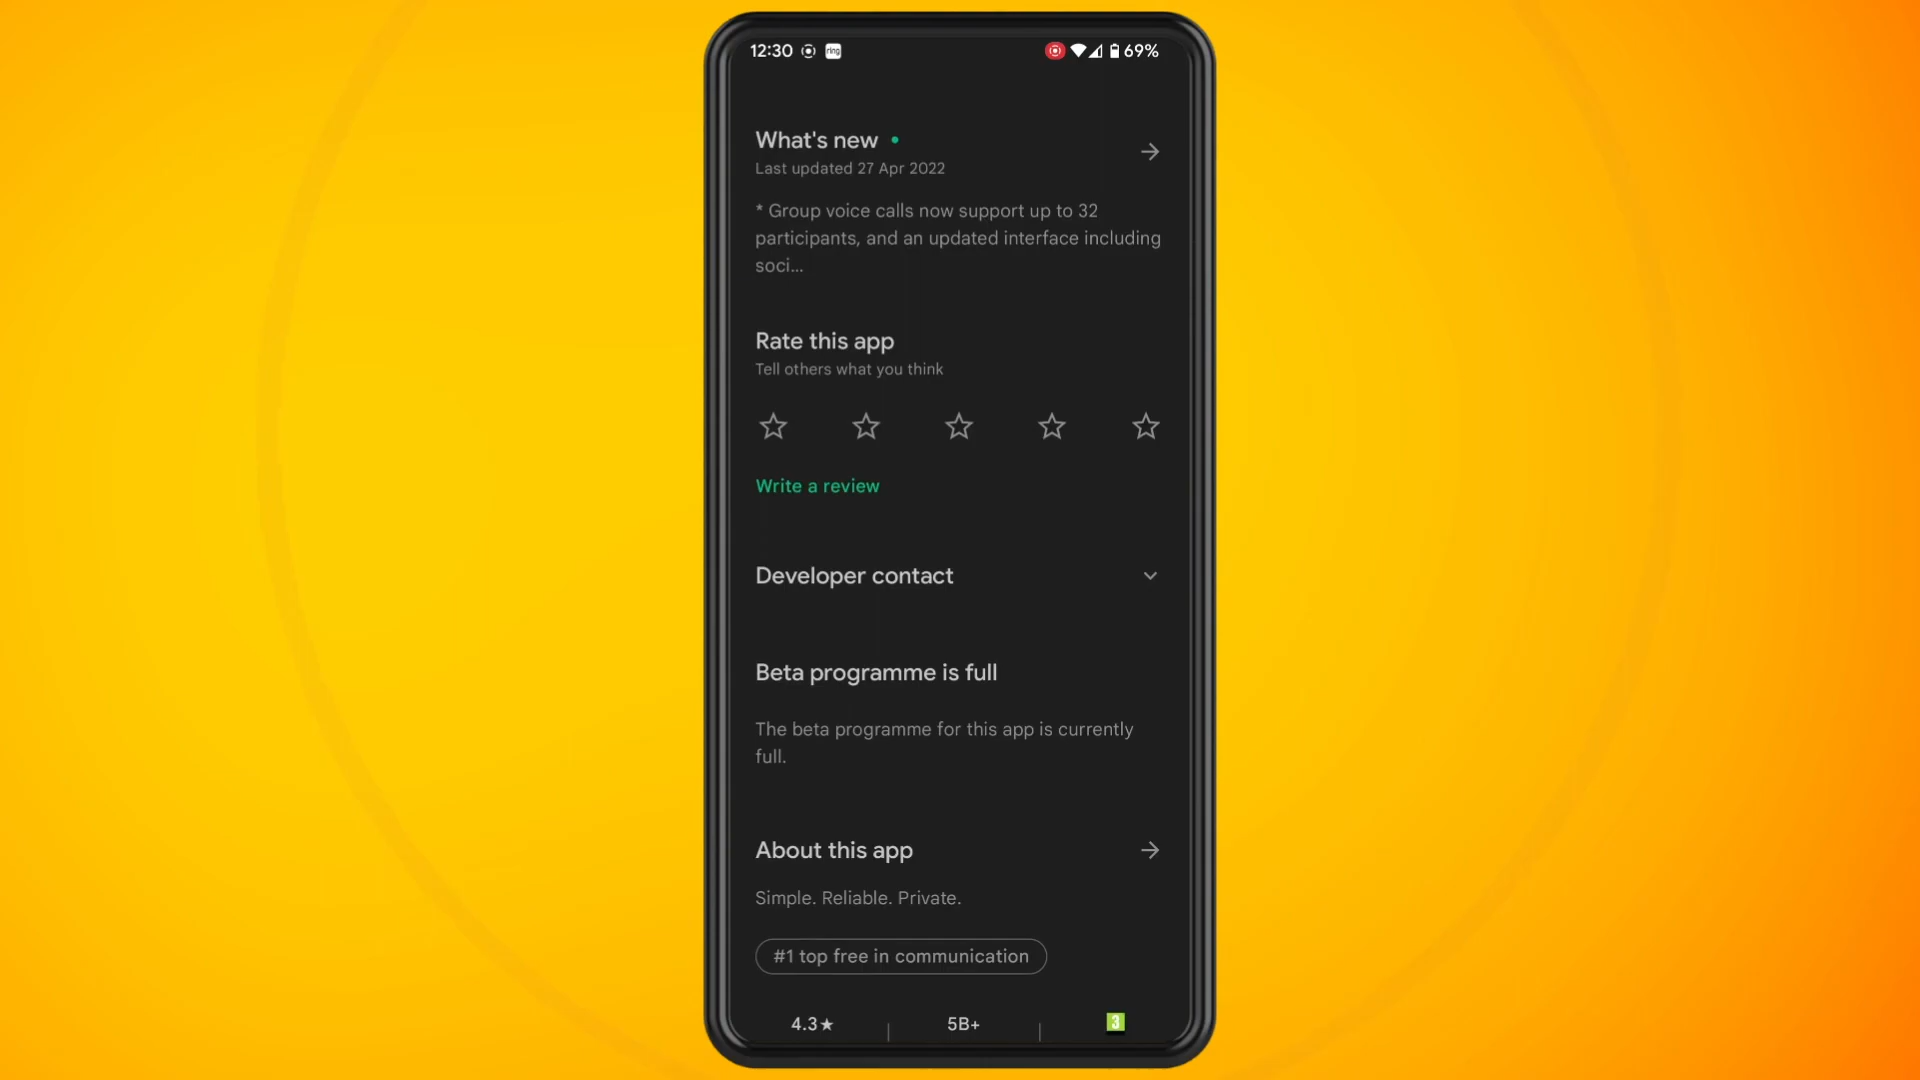 12:30 ring 69%
What's new
Last updated 27 Apr 2022
* Group voice calls now support up to 32
participants, and an updated interface including
soci...
Rate this app
Tell others what you think
Write a review
Developer contact
Beta programme is full
The beta programme for this app is currently
full.
About this app
Simple. Reliable. Private.
#1 top free in communication
4.3★ 5B+ 3